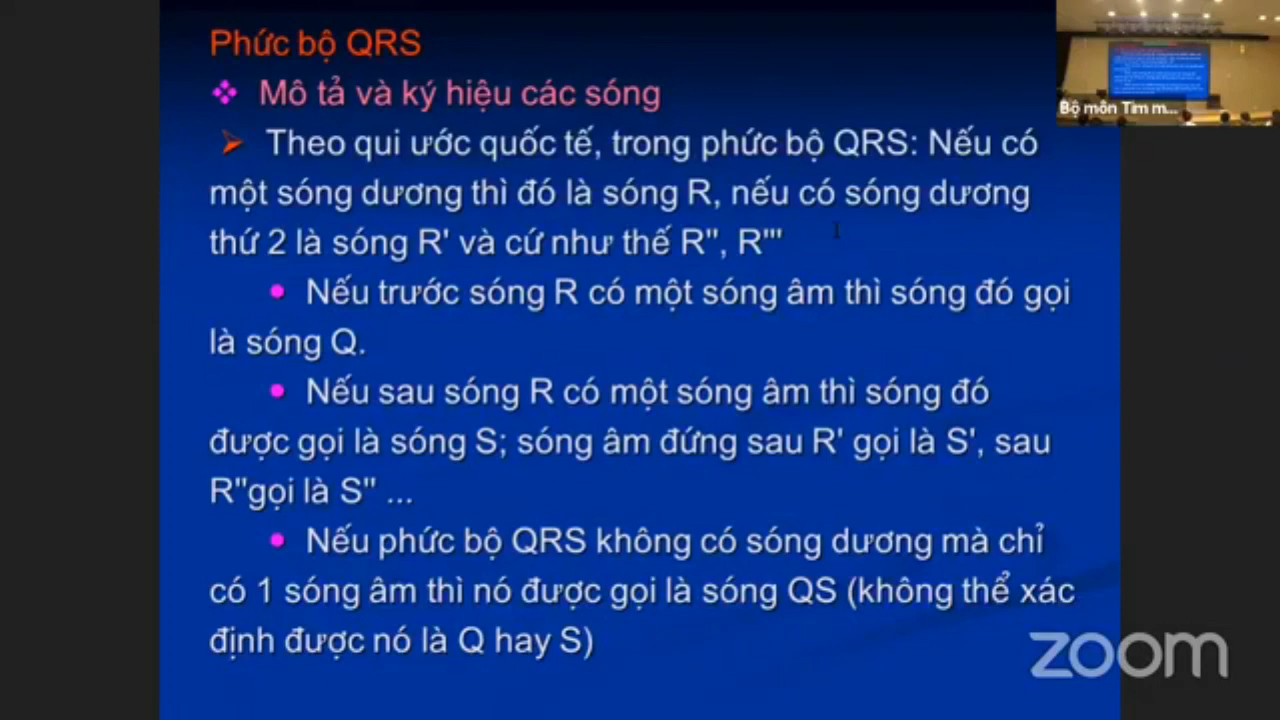 Phức bộ QRS
Mô tả và ký hiệu các sóng
Theo qui ước quốc tế, trong phức bộ QRS: Nếu có
một sóng dương thì đó là sóng R, nếu có sóng dương
thứ 2 là sóng R' và cứ như thế R", R'"
Nếu trước sóng R có một sóng âm thì sóng đó gọi
là sóng Q.
Nếu sau sóng R có một sóng âm thì sóng đó
được gọi là sóng S; sóng âm đứng sau R' gọi là S', sau
R"gọi là S" ...
Nếu phức bộ QRS không có sóng dương mà chỉ
có 1 sóng âm thì nó được gọi là sóng QS (không thể xác
định được nó là Q hay S)
Bộ môn Tim m...
zoom